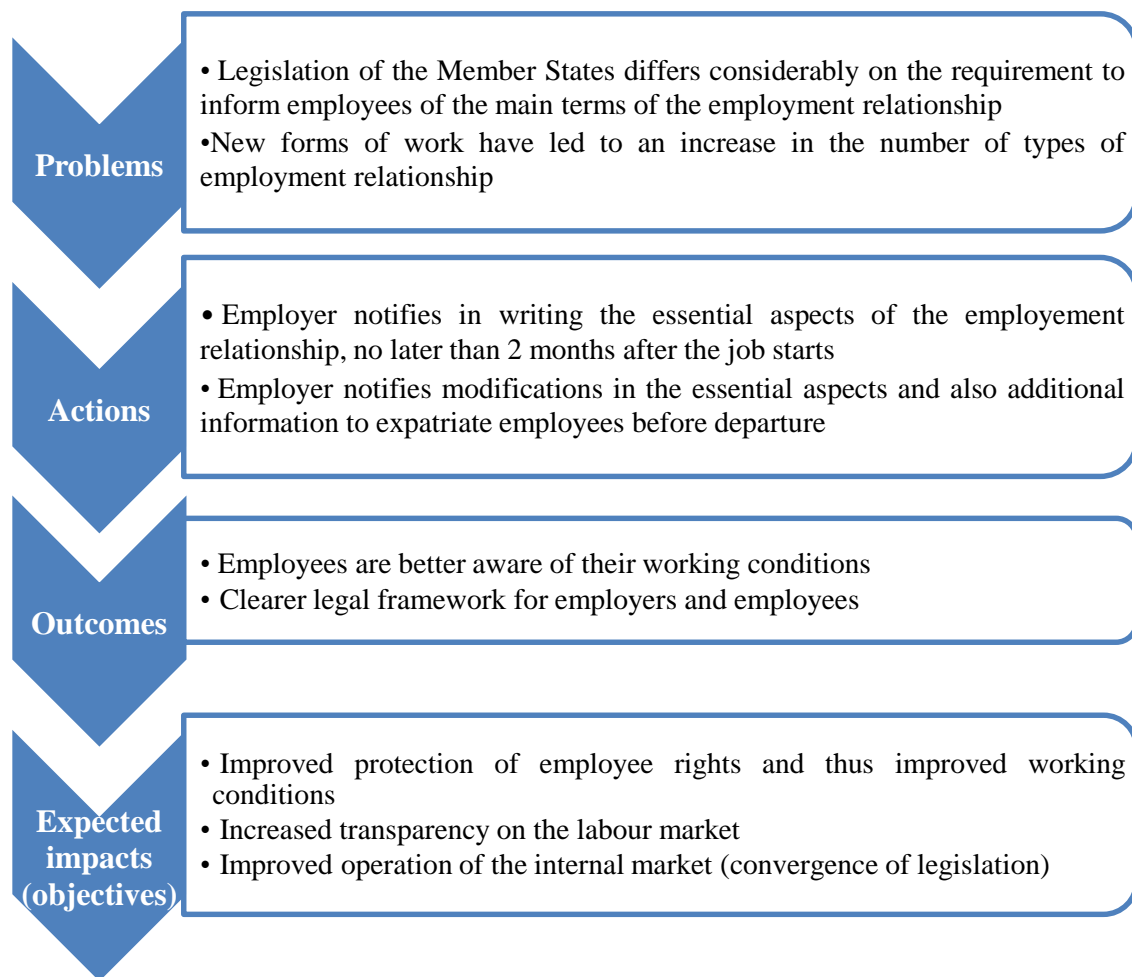 Problems
• Legislation of the Member States differs considerably on the requirement to
inform employees of the main terms of the employment relationship
•New forms of work have led to an increase in the number of types of
employment relationship
Actions
• Employer notifies in writing the essential aspects of the employement
relationship, no later than 2 months after the job starts
• Employer notifies modifications in the essential aspects and also additional
information to expatriate employees before departure
Outcomes
• Employees are better aware of their working conditions
• Clearer legal framework for employers and employees
Expected
impacts
(objectives)
• Improved protection of employee rights and thus improved working
conditions
• Increased transparency on the labour market
• Improved operation of the internal market (convergence of legislation)